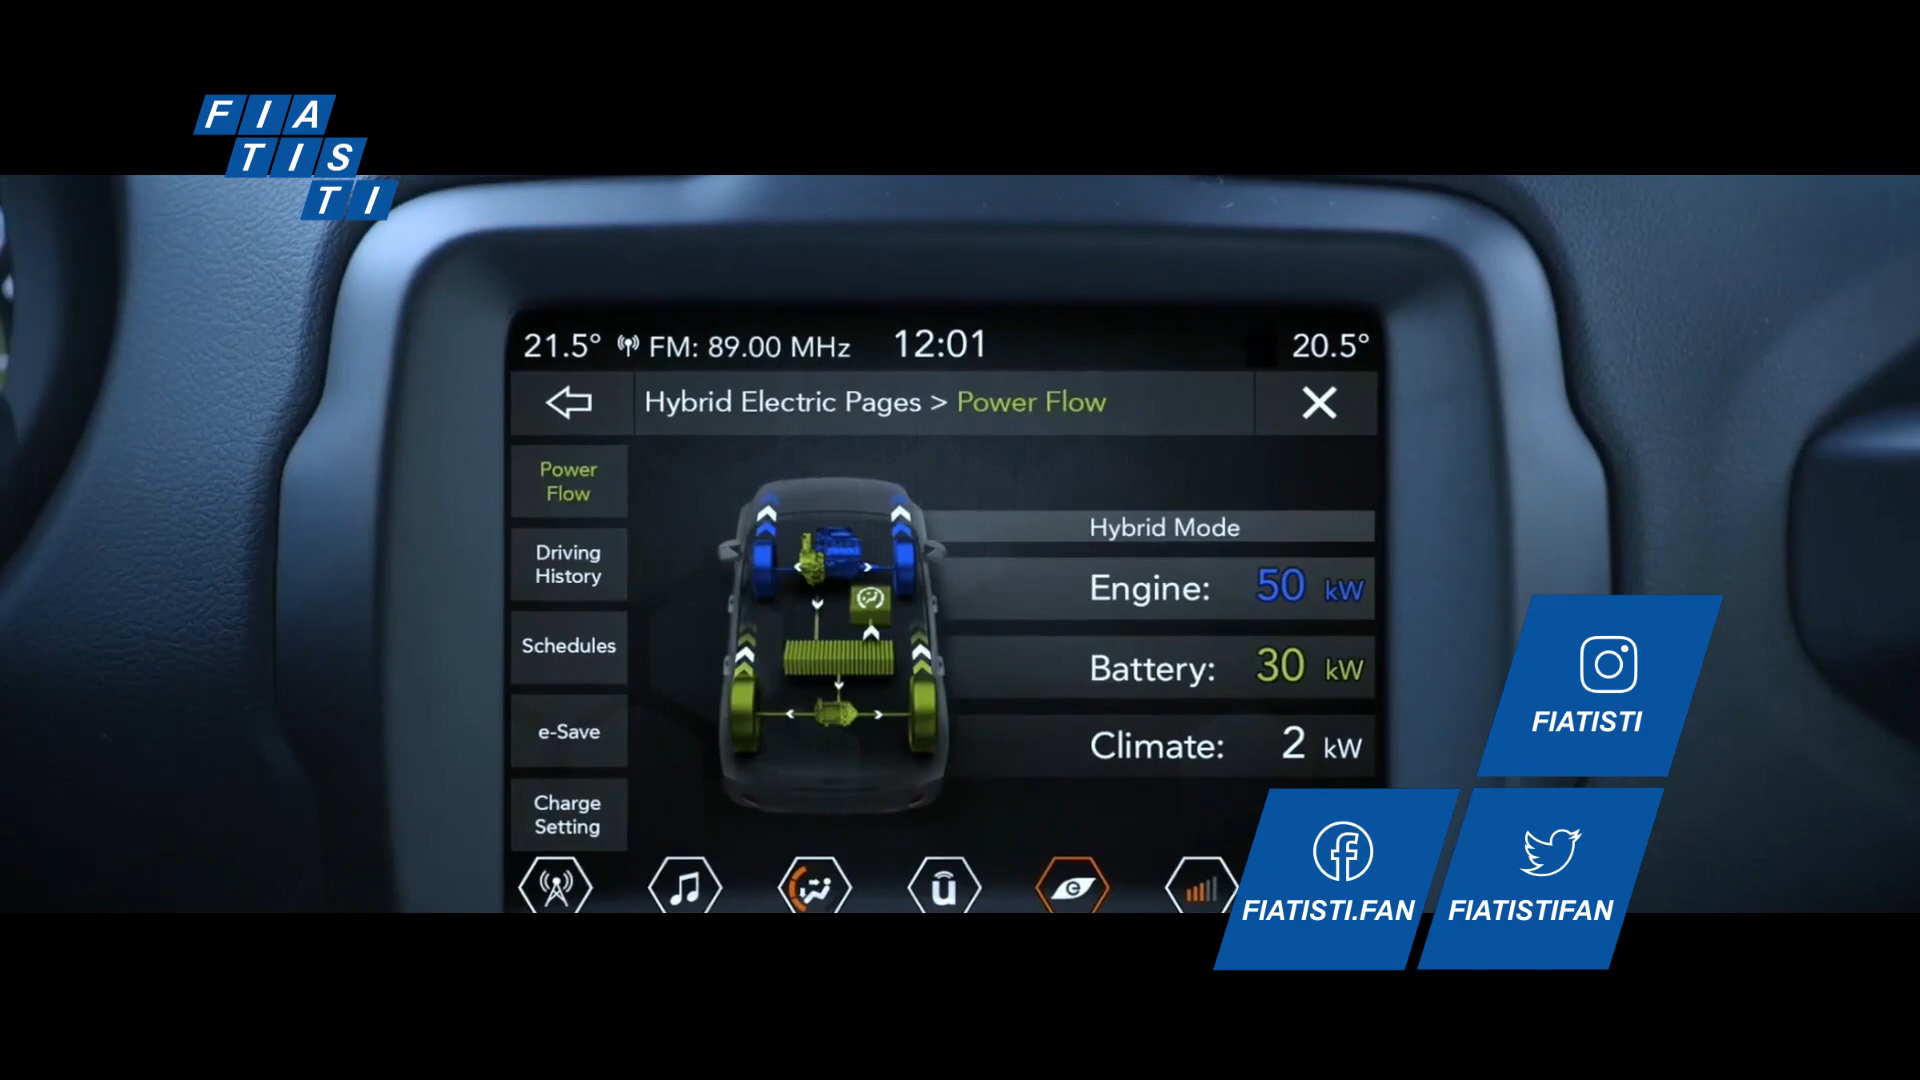 FIA
TIS
TI
21.5° FM: 89.00 MHz 12:01 20.5°
Hybrid Electric Pages > Power Flow
Power
Flow
Driving
History
Schedules
e-Save
Charge
Setting
Hybrid Mode
Engine: 50 kW
Battery: 30 kW
Climate: 2 kW
u
e
FIATISTI
FIATISTI.FAN
FIATISTIFAN